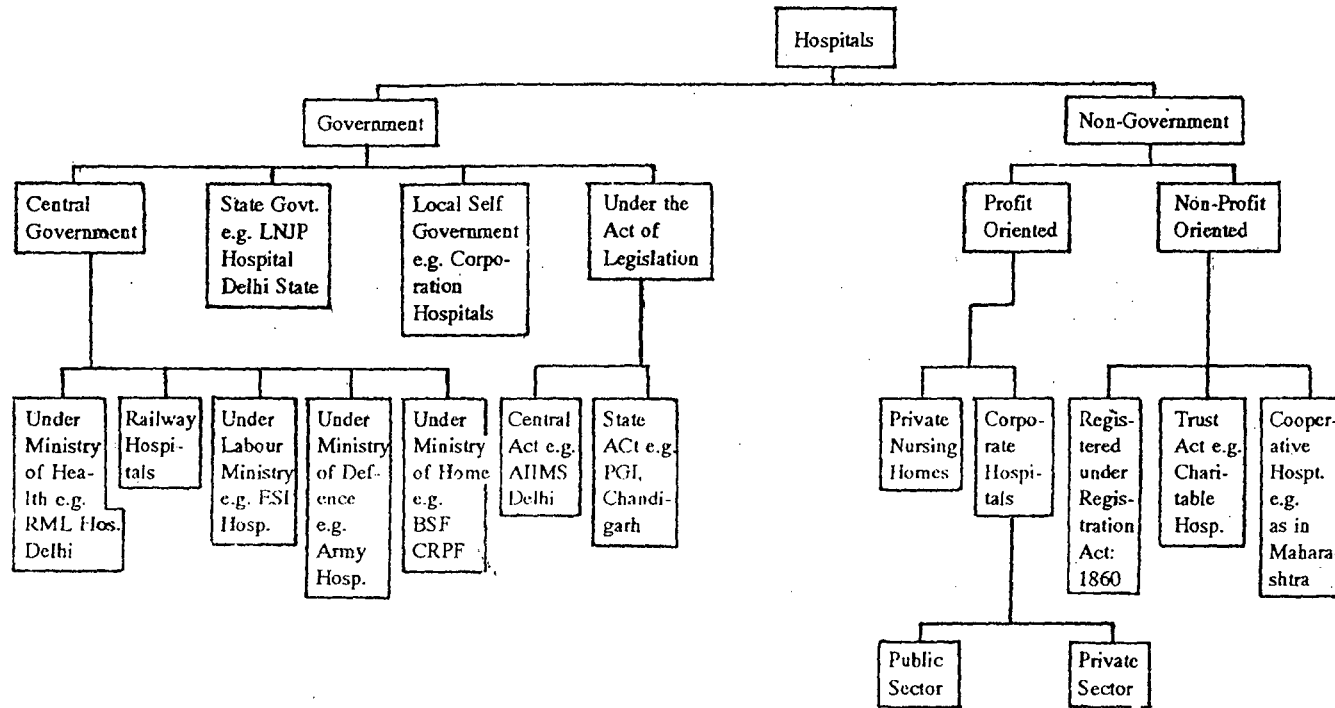 Hospitals
Government
Non-Government
Central
Government
State Govt.
e.g. LNJP
Hospital
Delhi State
Local Self
Government
e.g. Corpo-
ration
Hospitals
Under the
Act of
Legislation
Profit
Oriented
Non-Profit
Oriented
Under
Ministry
of Hea-
lth e.g.
RML Hos.
Delhi
Railway
Hospi-
tals
Under
Labour
Ministry
e.g. ESI
Hosp.
Under
Ministry
of Def-
ence
e.g.
Army
Hosp.
Under
Ministry
of Home
e.g.
BSF
CRPF
Central
Act e.g.
AIIMS
Delhi
State
ACt e.g.
PGI,
Chandi-
garh
Private
Nursing
Homes
Corpo-
rate
Hospi-
tals
Regis-
tered
under
Regis-
tration
Act:
1860
Trust
Act e.g.
Chari-
table
Hosp.
Cooper-
ative
Hospt.
e.g.
as in
Mahara-
shtra
Public
Sector
Private
Sector